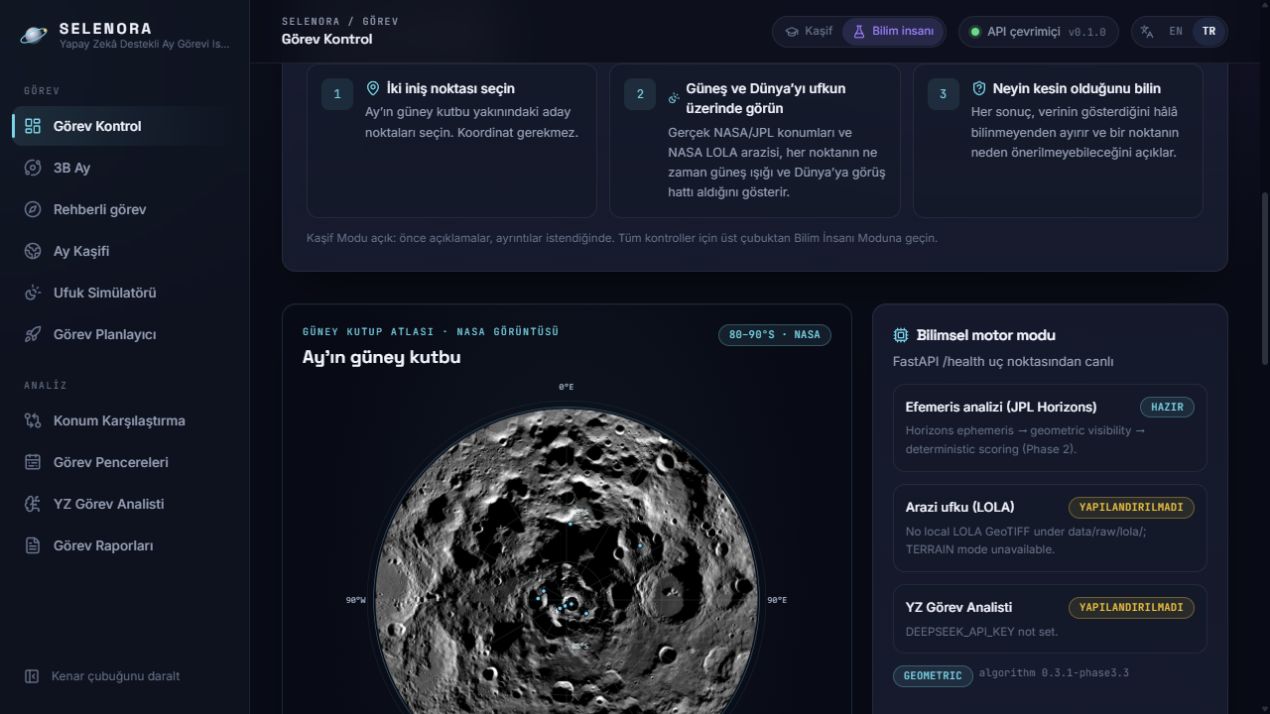 SELENORA
Yapay Zekâ Destekli Ay Görevi Is...
GÖREV
Görev Kontrol
3B Ay
Rehberli görev
Ay Kaşifi
Ufuk Simülatörü
Görev Planlayıcı
ANALİZ
Konum Karşılaştırma
Görev Pencereleri
YZ Görev Analisti
Görev Raporları
Kenar çubuğunu daralt
SELENORA / GÖREV
Görev Kontrol
Kaşif
Bilim insanı
API çevrimiçi v0.1.0
EN
TR
1
İki iniş noktası seçin
Ay'ın güney kutbu yakınındaki aday
noktaları seçin. Koordinat gerekmez.
2
Güneş ve Dünya'yı ufkun
üzerinde görün
Gerçek NASA/JPL konumları ve
NASA LOLA arazisi, her noktanın ne
zaman güneş ışığı ve Dünya'ya görüş
hattı aldığını gösterir.
3
Neyin kesin olduğunu bilin
Her sonuç, verinin gösterdiğini hâlâ
bilinmeyenden ayırır ve bir noktanın
neden önerilmeyebileceğini açıklar.
Kaşif Modu açık: önce açıklamalar, ayrıntılar istendiğinde. Tüm kontroller için üst çubuktan Bilim İnsanı Moduna geçin.
GÜNEY KUTUP ATLASI · NASA GÖRÜNTÜSÜ
Ay'ın güney kutbu
80–90°S · NASA
0°E
90°W
90°E
Bilimsel motor modu
FastAPI /health uç noktasından canlı
Efemeris analizi (JPL Horizons)
HAZIR
Horizons ephemeris → geometric visibility →
deterministic scoring (Phase 2).
Arazi ufku (LOLA)
YAPILANDIRILMADI
No local LOLA GeoTIFF under data/raw/lola/;
TERRAIN mode unavailable.
YZ Görev Analisti
YAPILANDIRILMADI
DEEPSEEK_API_KEY not set.
GEOMETRIC
algorithm 0.3.1-phase3.3